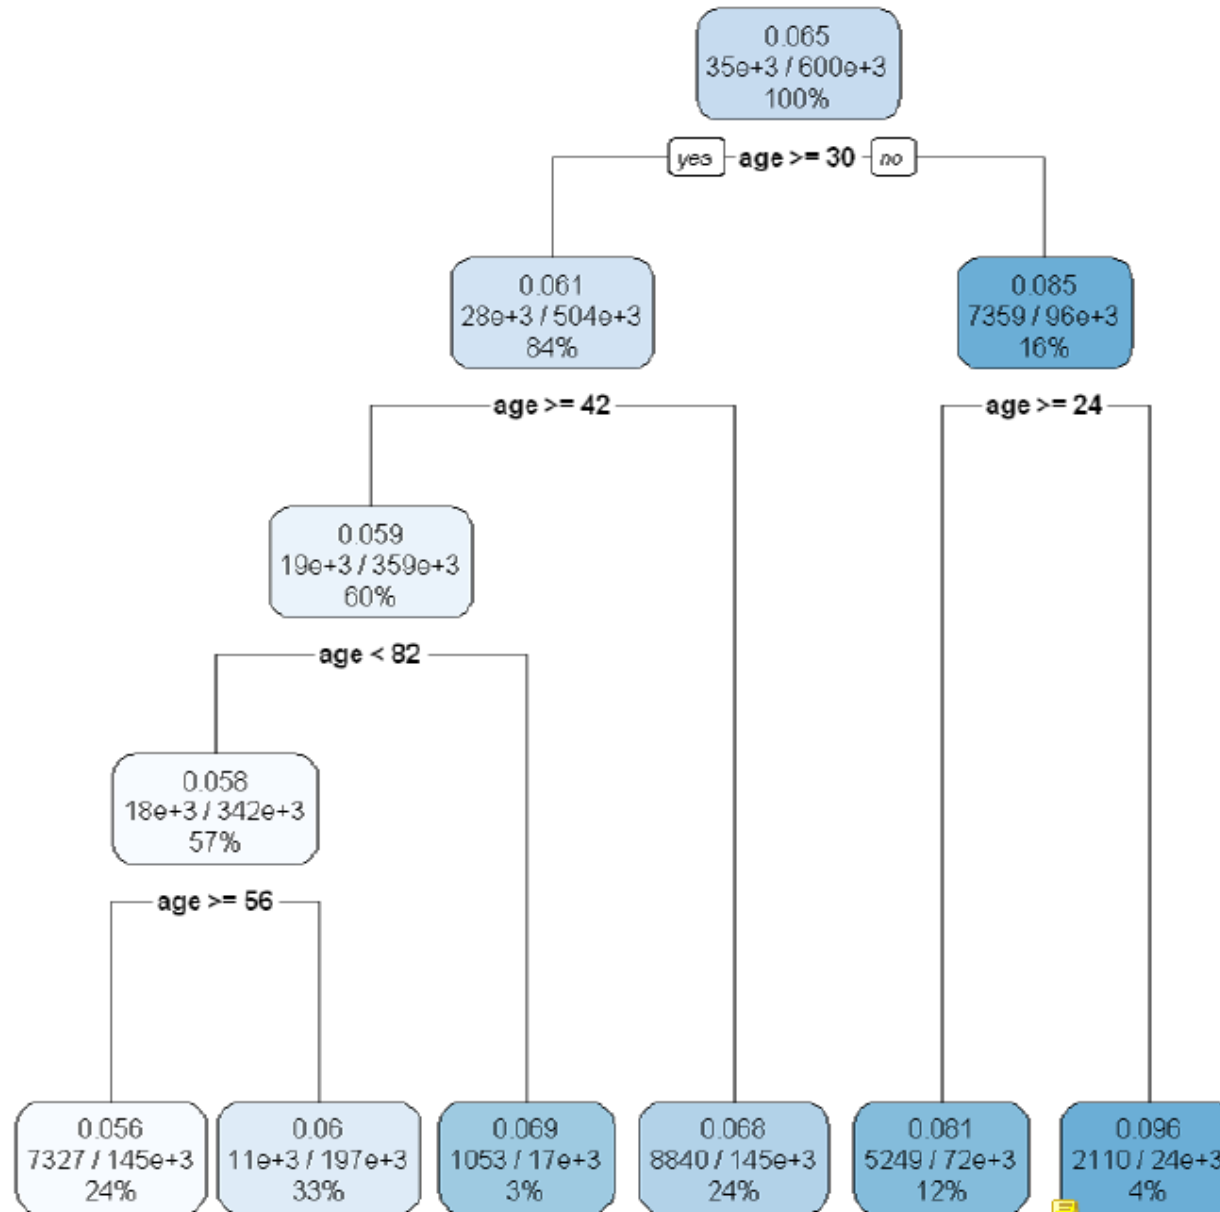 0.065
35e+3 / 600e+3
100%
yes age >= 30 no
0.061
28e+3 / 504e+3
84%
0.085
7359 / 96e+3
16%
age >= 42
age >= 24
0.059
19e+3 / 359e+3
60%
age < 82
0.058
18e+3 / 342e+3
57%
age >= 56
0.056
7327 / 145e+3
24%
0.06
11e+3 / 197e+3
33%
0.069
1053 / 17e+3
3%
0.068
8840 / 145e+3
24%
0.081
5249 / 72e+3
12%
0.096
2110 / 24e+3
4%